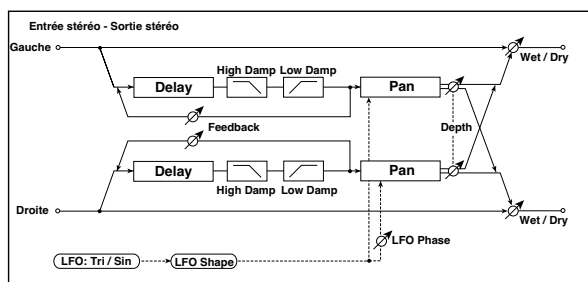 Entrée stéréo - Sortie stéréo
Gauche
Wet / Dry
High Damp Low Damp
Delay
Pan
Feedback
Depth
Delay
Pan
High Damp Low Damp
Droite
Wet / Dry
LFO Phase
LFO: Tri / Sin
LFO Shape